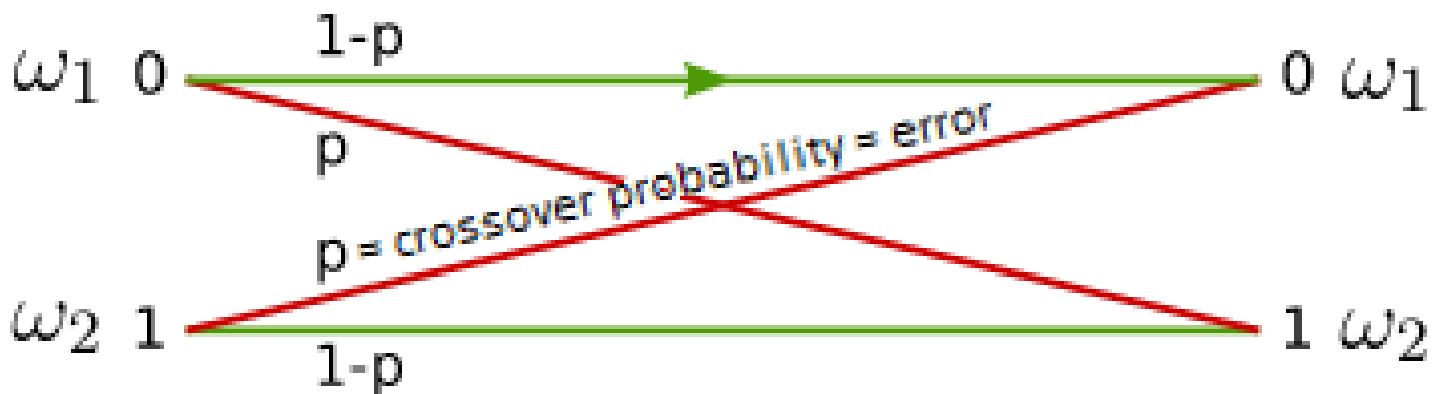 1-p
ω1 0 0 ω1
p
p = crossover probability = error
ω2 1 1 ω2
1-p